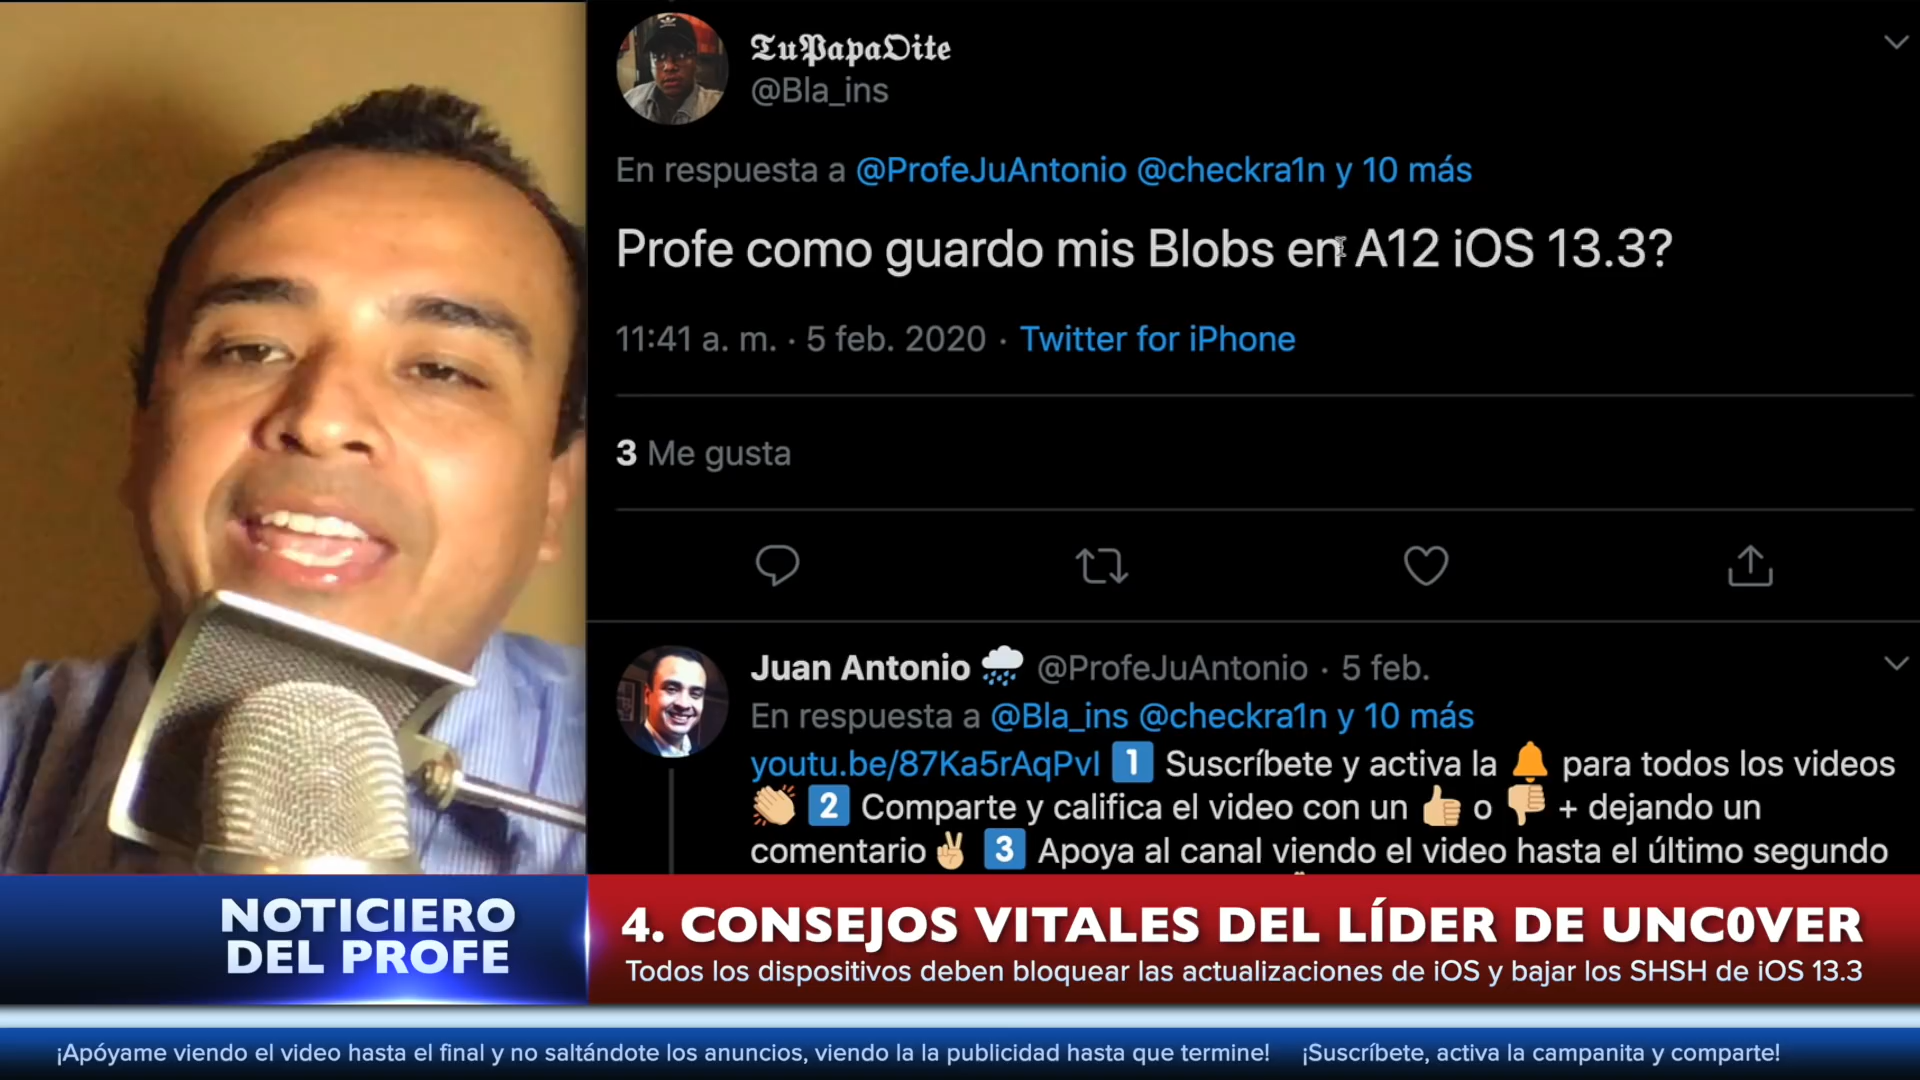 𝕿𝖚𝕻𝖆𝖕𝖆𝕺𝖎𝖙𝖊
@Bla_ins
En respuesta a @ProfeJuAntonio @checkra1n y 10 más
Profe como guardo mis Blobs en A12 iOS 13.3?
11:41 a. m. · 5 feb. 2020 · Twitter for iPhone
3 Me gusta
Juan Antonio 🌧️ @ProfeJuAntonio · 5 feb.
En respuesta a @Bla_ins @checkra1n y 10 más
youtu.be/87Ka5rAqPvI 1️⃣ Suscríbete y activa la 🔔 para todos los videos
👏🏼 2️⃣ Comparte y califica el video con un 👍🏼 o 👎🏼 + dejando un
comentario ✌🏼 3️⃣ Apoya al canal viendo el video hasta el último segundo
NOTICIERO
DEL PROFE
4. CONSEJOS VITALES DEL LÍDER DE UNC0VER
Todos los dispositivos deben bloquear las actualizaciones de iOS y bajar los SHSH de iOS 13.3
¡Apóyame viendo el video hasta el final y no saltándote los anuncios, viendo la la publicidad hasta que termine! ¡Suscríbete, activa la campanita y comparte!